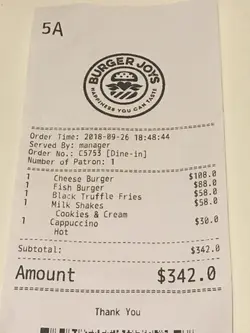 5A
BURGER JOYS
HAPPINESS YOU CAN TASTE
Order Time: 2018-09-26 18:48:44
Served By: manager
Order No.: C5753 [Dine-in]
Number of Patron: 1
1 Cheese Burger $108.0
1 Fish Burger $88.0
1 Black Truffle Fries $58.0
1 Milk Shakes $58.0
Cookies & Cream
1 Cappuccino $30.0
Hot
Subtotal: $342.0
Amount $342.0
Thank You